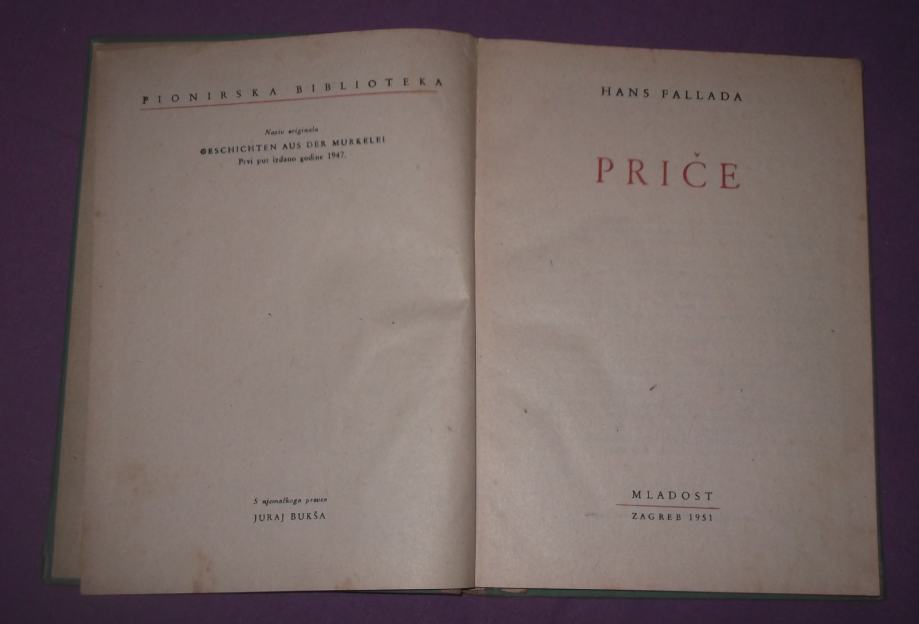 PIONIRSKA BIBLIOTEKA
Naziv originala
GESCHICHTEN AUS DER MURKELEI
Prvi put izdano godine 1947.
S njemačkoga preveo
JURAJ BUKŠA
HANS FALLADA
PRIČE
MLADOST
ZAGREB 1951